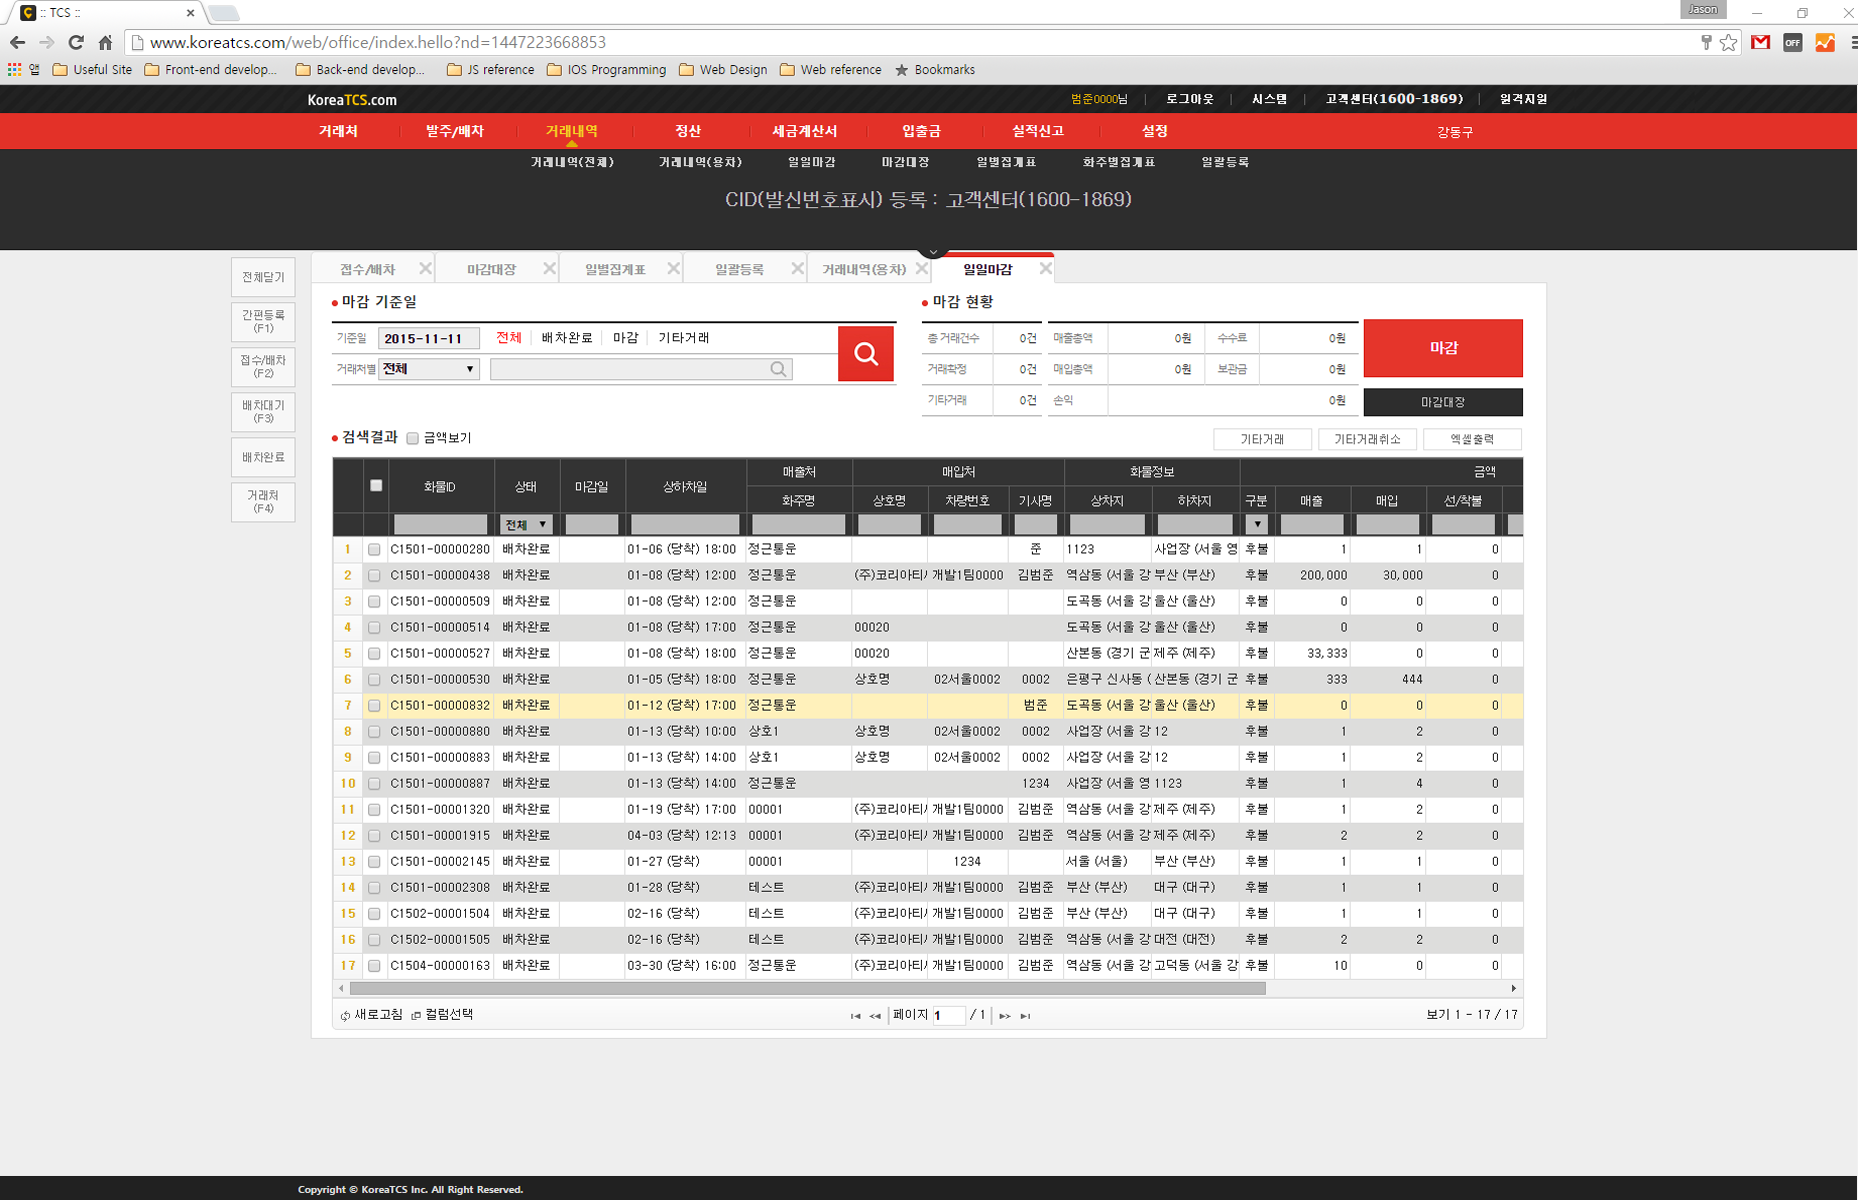 :: TCS ::
Jason
www.koreatcs.com/web/office/index.hello?nd=1447223668853
OFF
앱 Useful Site Front-end develop... Back-end develop... JS reference IOS Programming Web Design Web reference Bookmarks
KoreaTCS.com 범준0000님 로그아웃 시스템 고객센터(1600-1869) 원격지원
거래처 발주/배차 거래내역 정산 세금계산서 입출금 실적신고 설정 강동구
거래내역(전체) 거래내역(용차) 일일마감 마감대장 일별집계표 화주별집계표 일괄등록
CID(발신번호표시) 등록 : 고객센터(1600-1869)
전체닫기
간편등록
(F1)
접수/배차
(F2)
배차대기
(F3)
배차완료
거래처
(F4)
접수/배차 마감대장 일별집계표 일괄등록 거래내역(용차) 일일마감
마감 기준일
기준일 2015-11-11 전체 배차완료 마감 기타거래
거래처별 전체
마감 현황
총 거래건수 0건 매출총액 0원 수수료 0원
거래확정 0건 매입총액 0원 보관금 0원
기타거래 0건 손익 0원
마감
마감대장
검색결과 금액보기
기타거래 기타거래취소 엑셀출력
매출처 매입처 화물정보 금액
화물ID 상태 마감일 상하차일 화주명 상호명 차량번호 기사명 상차지 하차지 구분 매출 매입 선/착불
전체
1 C1501-00000280 배차완료 01-06 (당착) 18:00 정근통운 준 1123 사업장 (서울 영 후불 1 1 0
2 C1501-00000438 배차완료 01-08 (당착) 12:00 정근통운 (주)코리아티 개발1팀0000 김범준 역삼동 (서울 강 부산 (부산) 후불 200,000 30,000 0
3 C1501-00000509 배차완료 01-08 (당착) 12:00 정근통운 도곡동 (서울 강 울산 (울산) 후불 0 0 0
4 C1501-00000514 배차완료 01-08 (당착) 17:00 정근통운 00020 도곡동 (서울 강 울산 (울산) 후불 0 0 0
5 C1501-00000527 배차완료 01-08 (당착) 18:00 정근통운 00020 산본동 (경기 군 제주 (제주) 후불 33,333 0 0
6 C1501-00000530 배차완료 01-05 (당착) 18:00 정근통운 상호명 02서울0002 0002 은평구 신사동 ( 산본동 (경기 군 후불 333 444 0
7 C1501-00000832 배차완료 01-12 (당착) 17:00 정근통운 범준 도곡동 (서울 강 울산 (울산) 후불 0 0 0
8 C1501-00000880 배차완료 01-13 (당착) 10:00 상호1 상호명 02서울0002 0002 사업장 (서울 강 12 후불 1 2 0
9 C1501-00000883 배차완료 01-13 (당착) 14:00 상호1 상호명 02서울0002 0002 사업장 (서울 강 12 후불 1 2 0
10 C1501-00000887 배차완료 01-13 (당착) 14:00 정근통운 1234 사업장 (서울 영 1123 후불 1 4 0
11 C1501-00001320 배차완료 01-19 (당착) 17:00 00001 (주)코리아티 개발1팀0000 김범준 역삼동 (서울 강 제주 (제주) 후불 1 2 0
12 C1501-00001915 배차완료 04-03 (당착) 12:13 00001 (주)코리아티 개발1팀0000 김범준 역삼동 (서울 강 제주 (제주) 후불 2 2 0
13 C1501-00002145 배차완료 01-27 (당착) 00001 1234 서울 (서울) 부산 (부산) 후불 1 1 0
14 C1501-00002308 배차완료 01-28 (당착) 테스트 (주)코리아티 개발1팀0000 김범준 부산 (부산) 대구 (대구) 후불 1 1 0
15 C1502-00001504 배차완료 02-16 (당착) 테스트 (주)코리아티 개발1팀0000 김범준 부산 (부산) 대구 (대구) 후불 1 1 0
16 C1502-00001505 배차완료 02-16 (당착) 테스트 (주)코리아티 개발1팀0000 김범준 역삼동 (서울 강 대전 (대전) 후불 2 2 0
17 C1504-00000163 배차완료 03-30 (당착) 16:00 정근통운 (주)코리아티 개발1팀0000 김범준 역삼동 (서울 강 고덕동 (서울 강 후불 10 0 0
새로고침 컬럼선택 페이지 1 / 1 보기 1 - 17 / 17
Copyright © KoreaTCS Inc. All Right Reserved.